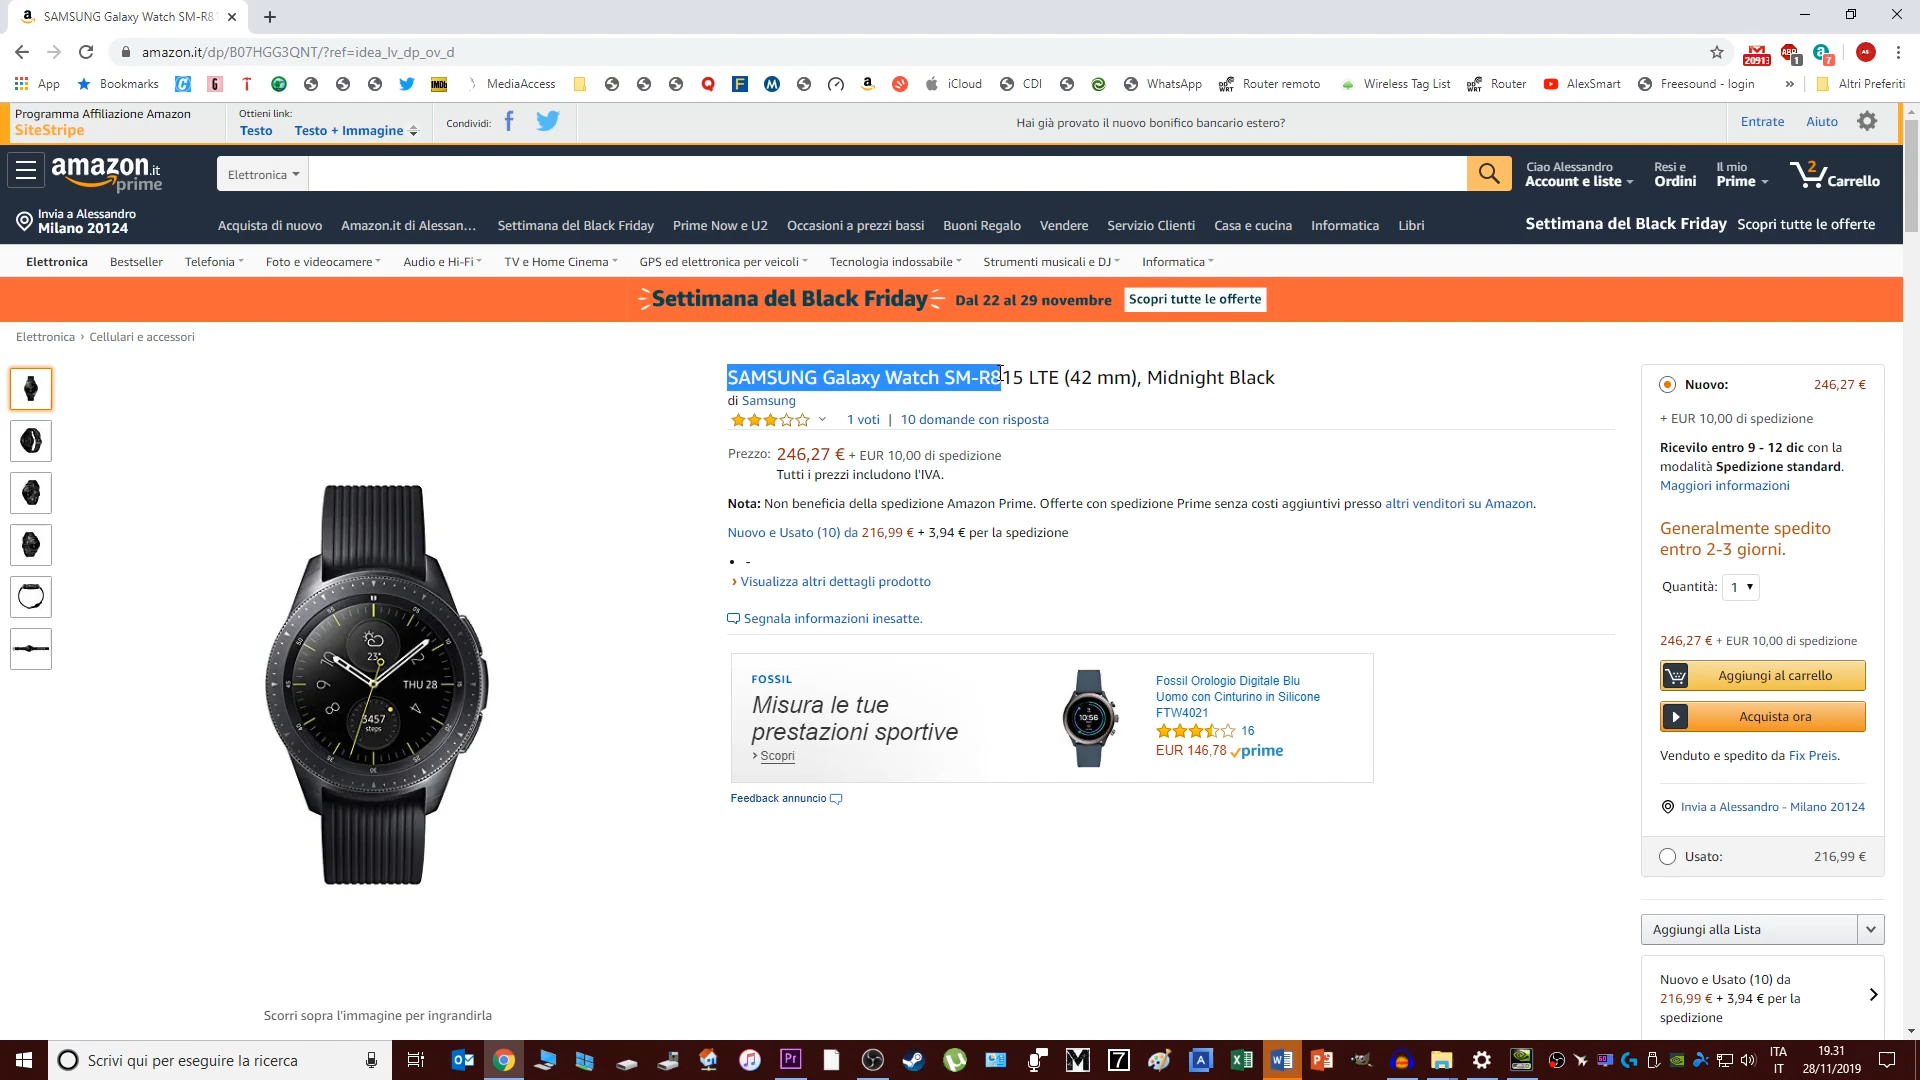 SAMSUNG Galaxy Watch SM-R81
amazon.it/dp/B07HGG3QNT/?ref=idea_lv_dp_ov_d
20913
1
7
App
Bookmarks
MediaAccess
iCloud
CDI
WhatsApp
Router remoto
Wireless Tag List
Router
AlexSmart
Freesound - login
»
Altri Preferiti
Programma Affiliazione Amazon
SiteStripe
Ottieni link:
Testo Testo + Immagine
Condividi:
Hai già provato il nuovo bonifico bancario estero?
Entrate Aiuto
amazon.it
prime
Elettronica
Ciao Alessandro
Account e liste
Resi e
Ordini
Il mio
Prime
2
Carrello
Invia a Alessandro
Milano 20124
Acquista di nuovo Amazon.it di Alessan... Settimana del Black Friday Prime Now e U2 Occasioni a prezzi bassi Buoni Regalo Vendere Servizio Clienti Casa e cucina Informatica Libri
Settimana del Black Friday Scopri tutte le offerte
Elettronica Bestseller Telefonia Foto e videocamere Audio e Hi-Fi TV e Home Cinema GPS ed elettronica per veicoli Tecnologia indossabile Strumenti musicali e DJ Informatica
Settimana del Black Friday Dal 22 al 29 novembre Scopri tutte le offerte
Elettronica › Cellulari e accessori
SAMSUNG Galaxy Watch SM-R815 LTE (42 mm), Midnight Black
di Samsung
1 voti | 10 domande con risposta
Prezzo: 246,27 € + EUR 10,00 di spedizione
Tutti i prezzi includono l'IVA.
Nota: Non beneficia della spedizione Amazon Prime. Offerte con spedizione Prime senza costi aggiuntivi presso altri venditori su Amazon.
Nuovo e Usato (10) da 216,99 € + 3,94 € per la spedizione
• -
› Visualizza altri dettagli prodotto
Segnala informazioni inesatte.
FOSSIL
Misura le tue
prestazioni sportive
› Scopri
10:56
Fossil Orologio Digitale Blu
Uomo con Cinturino in Silicone
FTW4021
16
EUR 146,78 prime
Feedback annuncio
23°
THU 28
3457
steps
Scorri sopra l'immagine per ingrandirla
Nuovo: 246,27 €
+ EUR 10,00 di spedizione
Ricevilo entro 9 - 12 dic con la
modalità Spedizione standard.
Maggiori informazioni
Generalmente spedito
entro 2-3 giorni.
Quantità: 1
246,27 € + EUR 10,00 di spedizione
Aggiungi al carrello
Acquista ora
Venduto e spedito da Fix Preis.
Invia a Alessandro - Milano 20124
Usato: 216,99 €
Aggiungi alla Lista
Nuovo e Usato (10) da
216,99 € + 3,94 € per la
spedizione
Scrivi qui per eseguire la ricerca
ITA
IT
19.31
28/11/2019